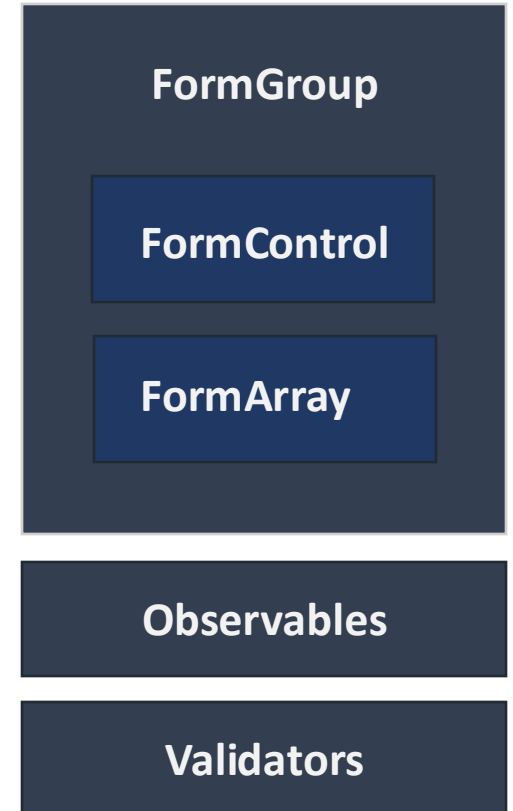 FormGroup
FormControl
FormArray
Observables
Validators